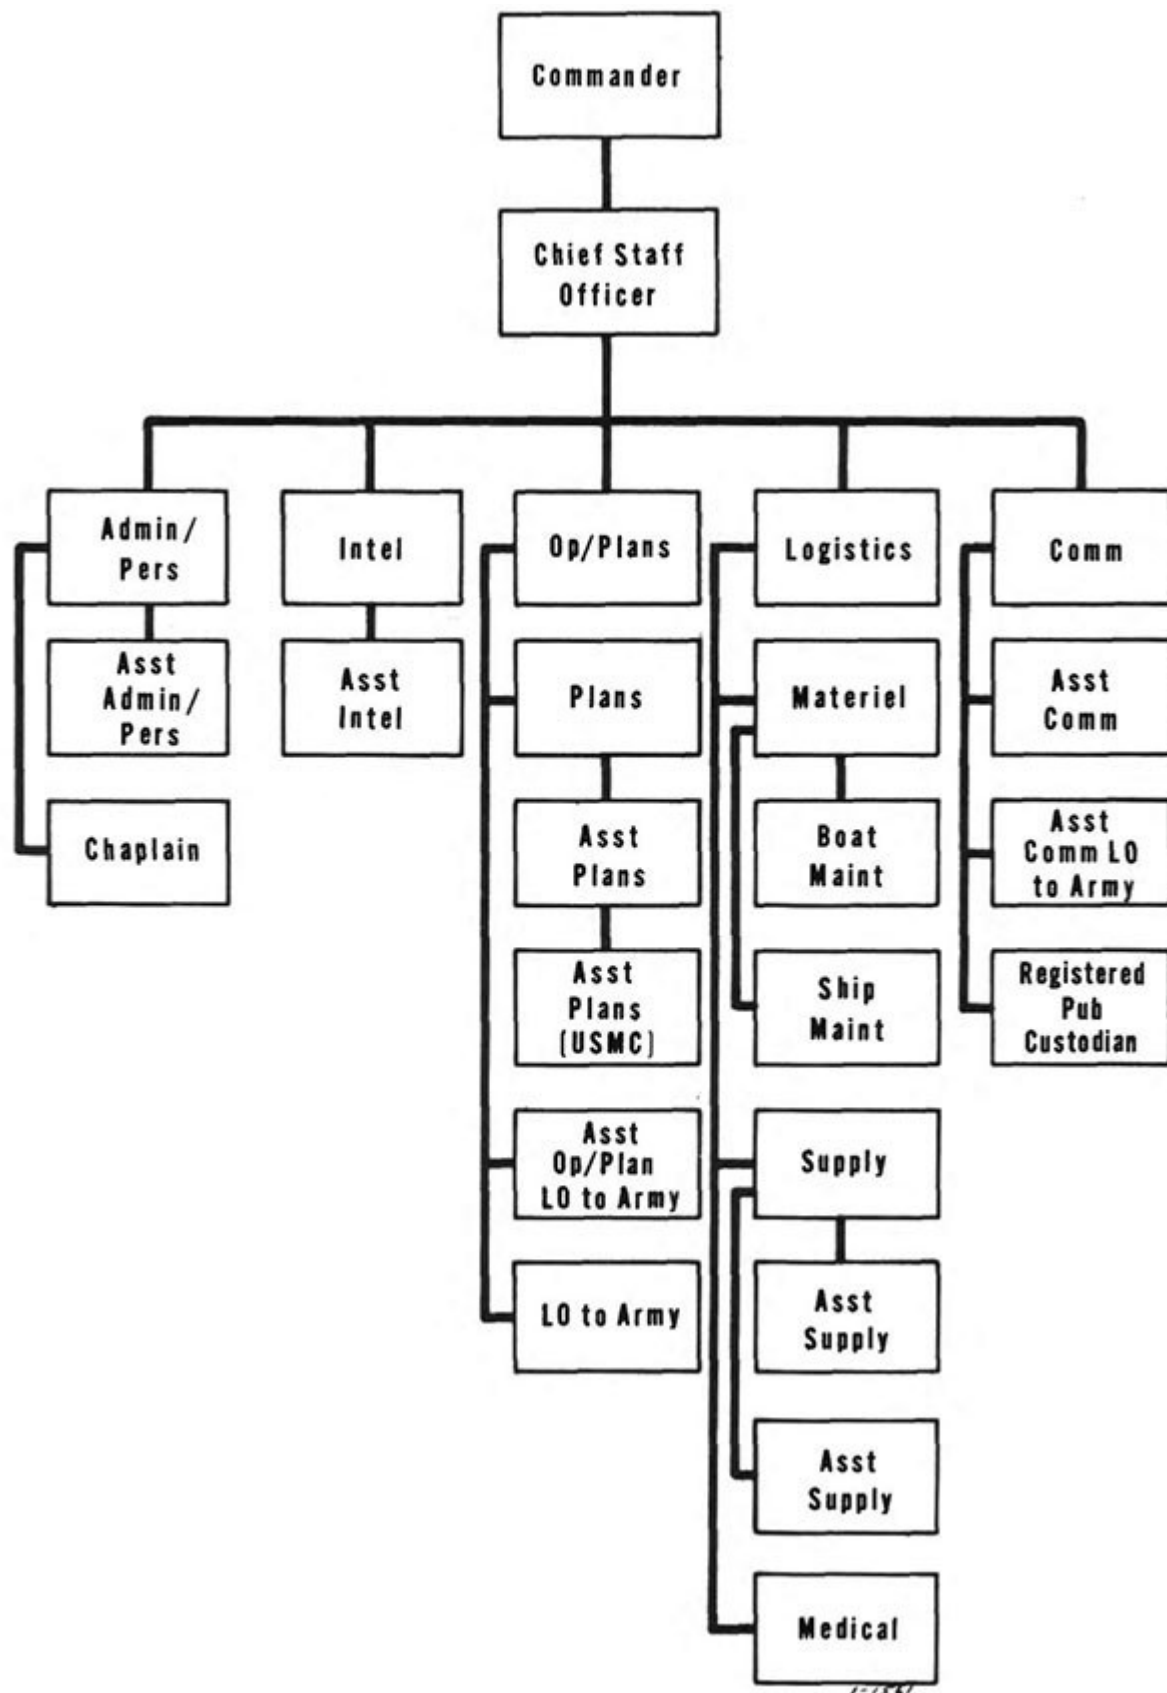 Commander
Chief Staff
Officer
Admin/
Pers
Intel
Op/Plans
Logistics
Comm
Asst
Admin/
Pers
Asst
Intel
Plans
Materiel
Asst
Comm
Chaplain
Asst
Plans
Boat
Maint
Asst
Comm LO
to Army
Asst
Plans
(USMC)
Ship
Maint
Registered
Pub
Custodian
Asst
Op/Plan
LO to Army
Supply
LO to Army
Asst
Supply
Asst
Supply
Medical